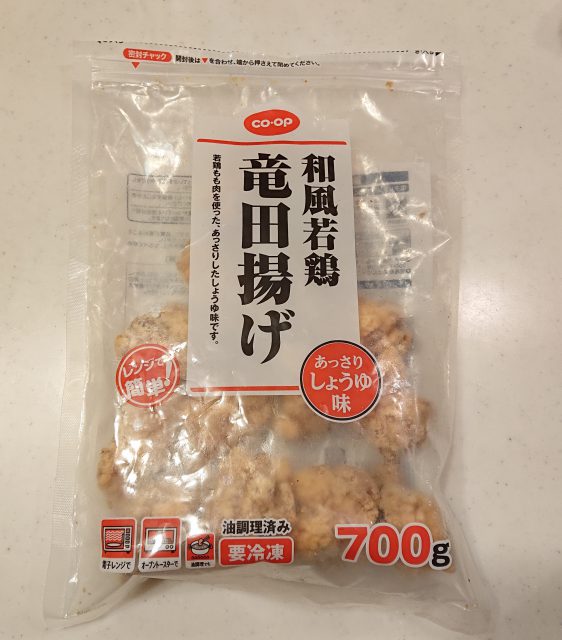 密封チャック
開封後は▼を合わせ、端から押さえて閉めてください。
co·op
和風若鶏
竜田揚げ
若鶏もも肉を使った、あっさりしたしょうゆ味です。
レンジで
簡単!
あっさり
しょうゆ
味
電子レンジで
オーブントースターで
油調理でも
油調理済み
要冷凍
700g